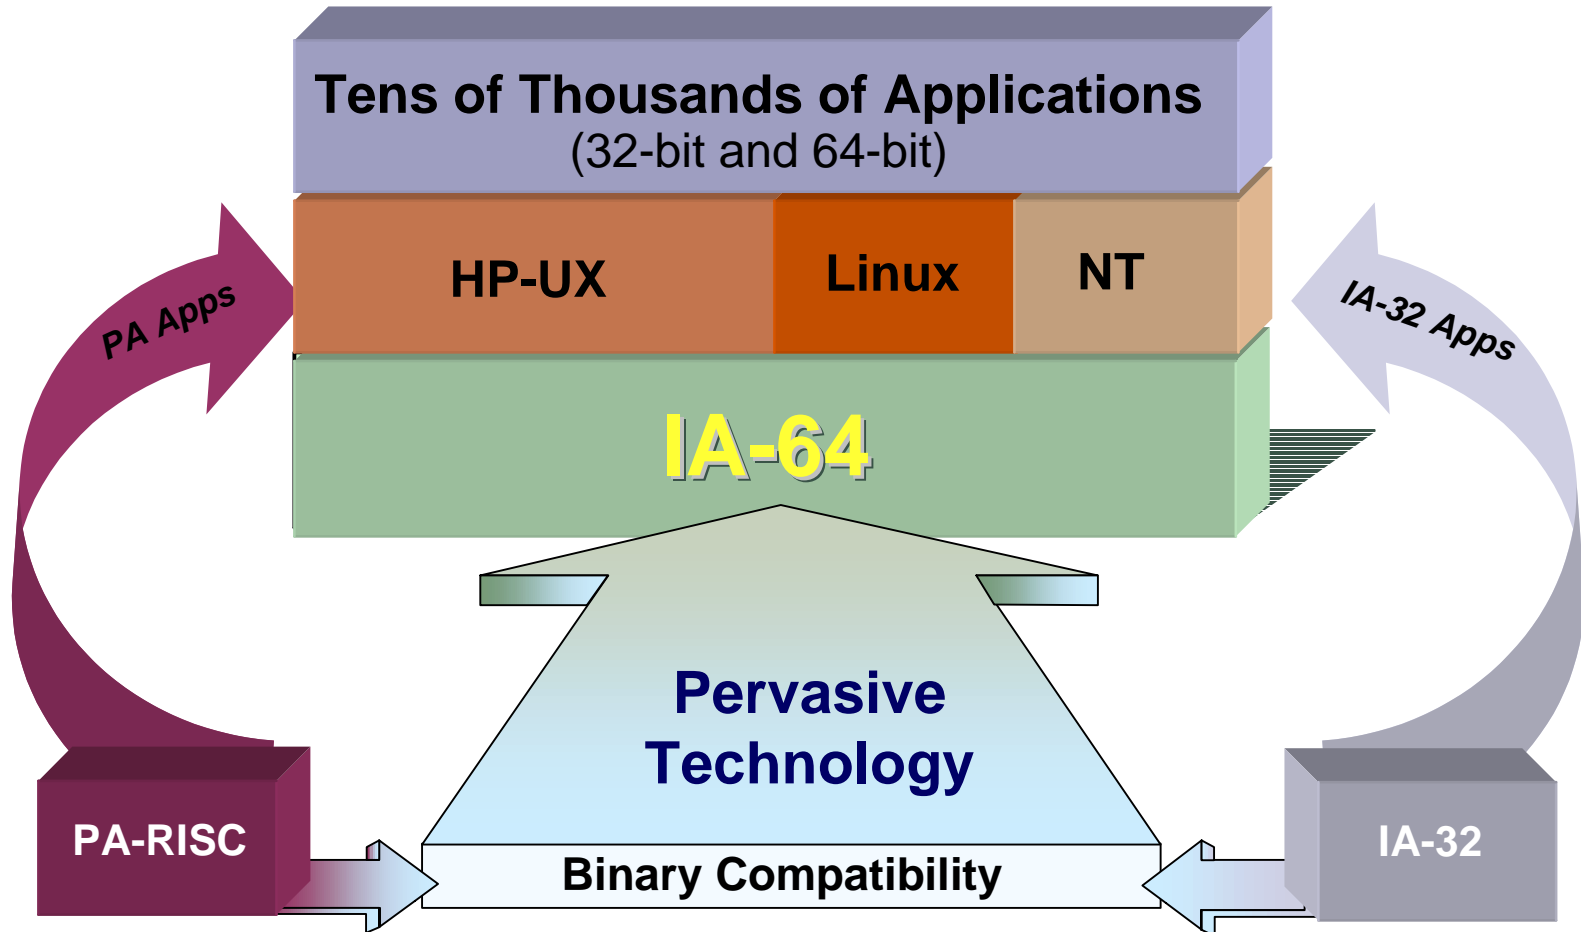 Tens of Thousands of Applications
(32-bit and 64-bit)
HP-UX
Linux
NT
PA Apps
IA-32 Apps
IA-64
Pervasive
Technology
PA-RISC
IA-32
Binary Compatibility